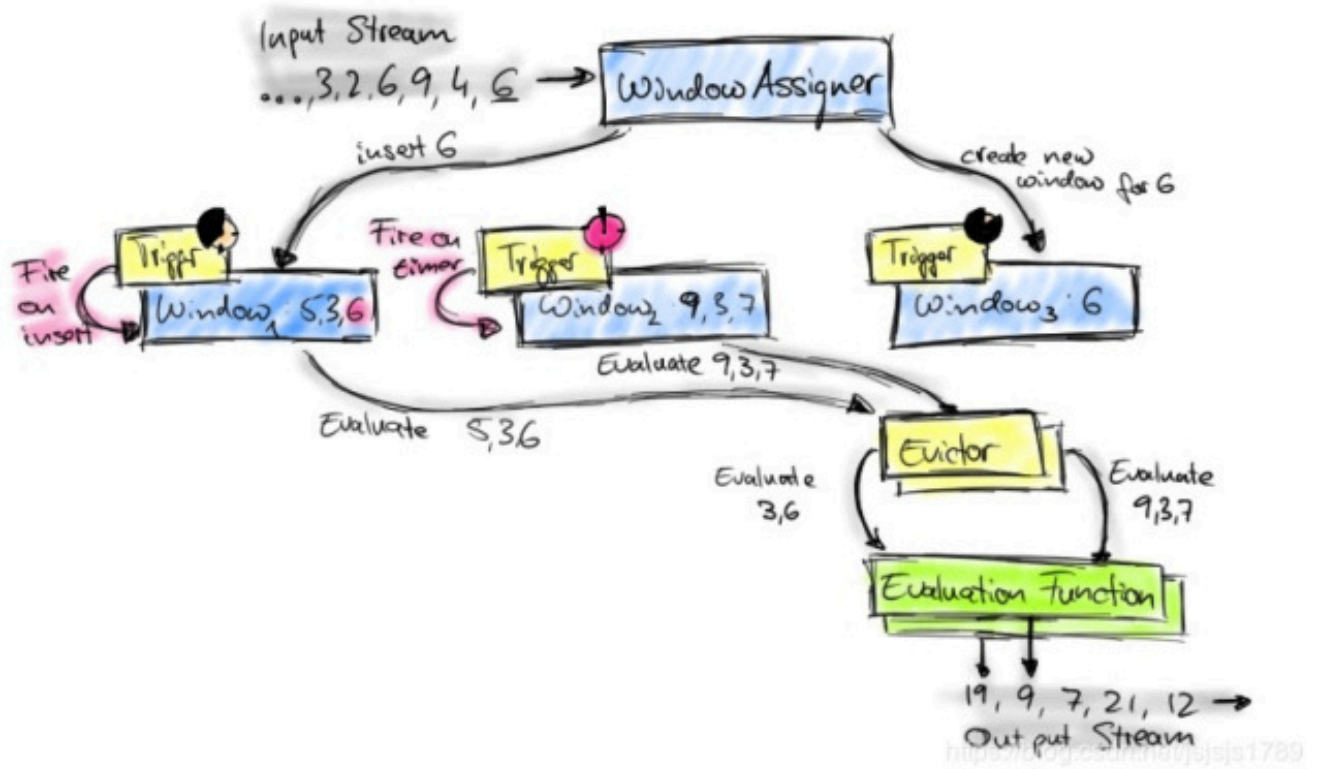 Input Stream
...,3,2,6,9,4,6
Window Assigner
insert 6
create new
window for 6
Trigger
Fire
on
insert
Window1 5,3,6
Fire on
timer
Trigger
Window2 9,3,7
Trigger
Window3 : 6
Evaluate 9,3,7
Evaluate 5,3,6
Evictor
Evaluate
3,6
Evaluate
9,3,7
Evaluation Function
19, 9, 7, 21, 12
Output Stream
https://blog.csdn.net/jsjsjs1789